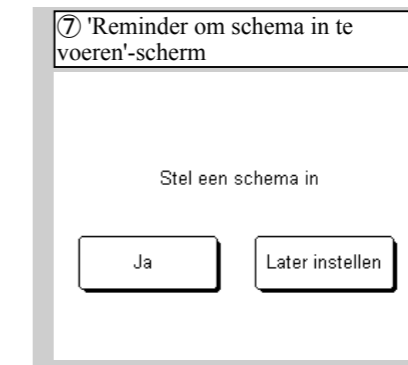 ⑦ 'Reminder om schema in te
voeren'-scherm
Stel een schema in
Ja
Later instellen